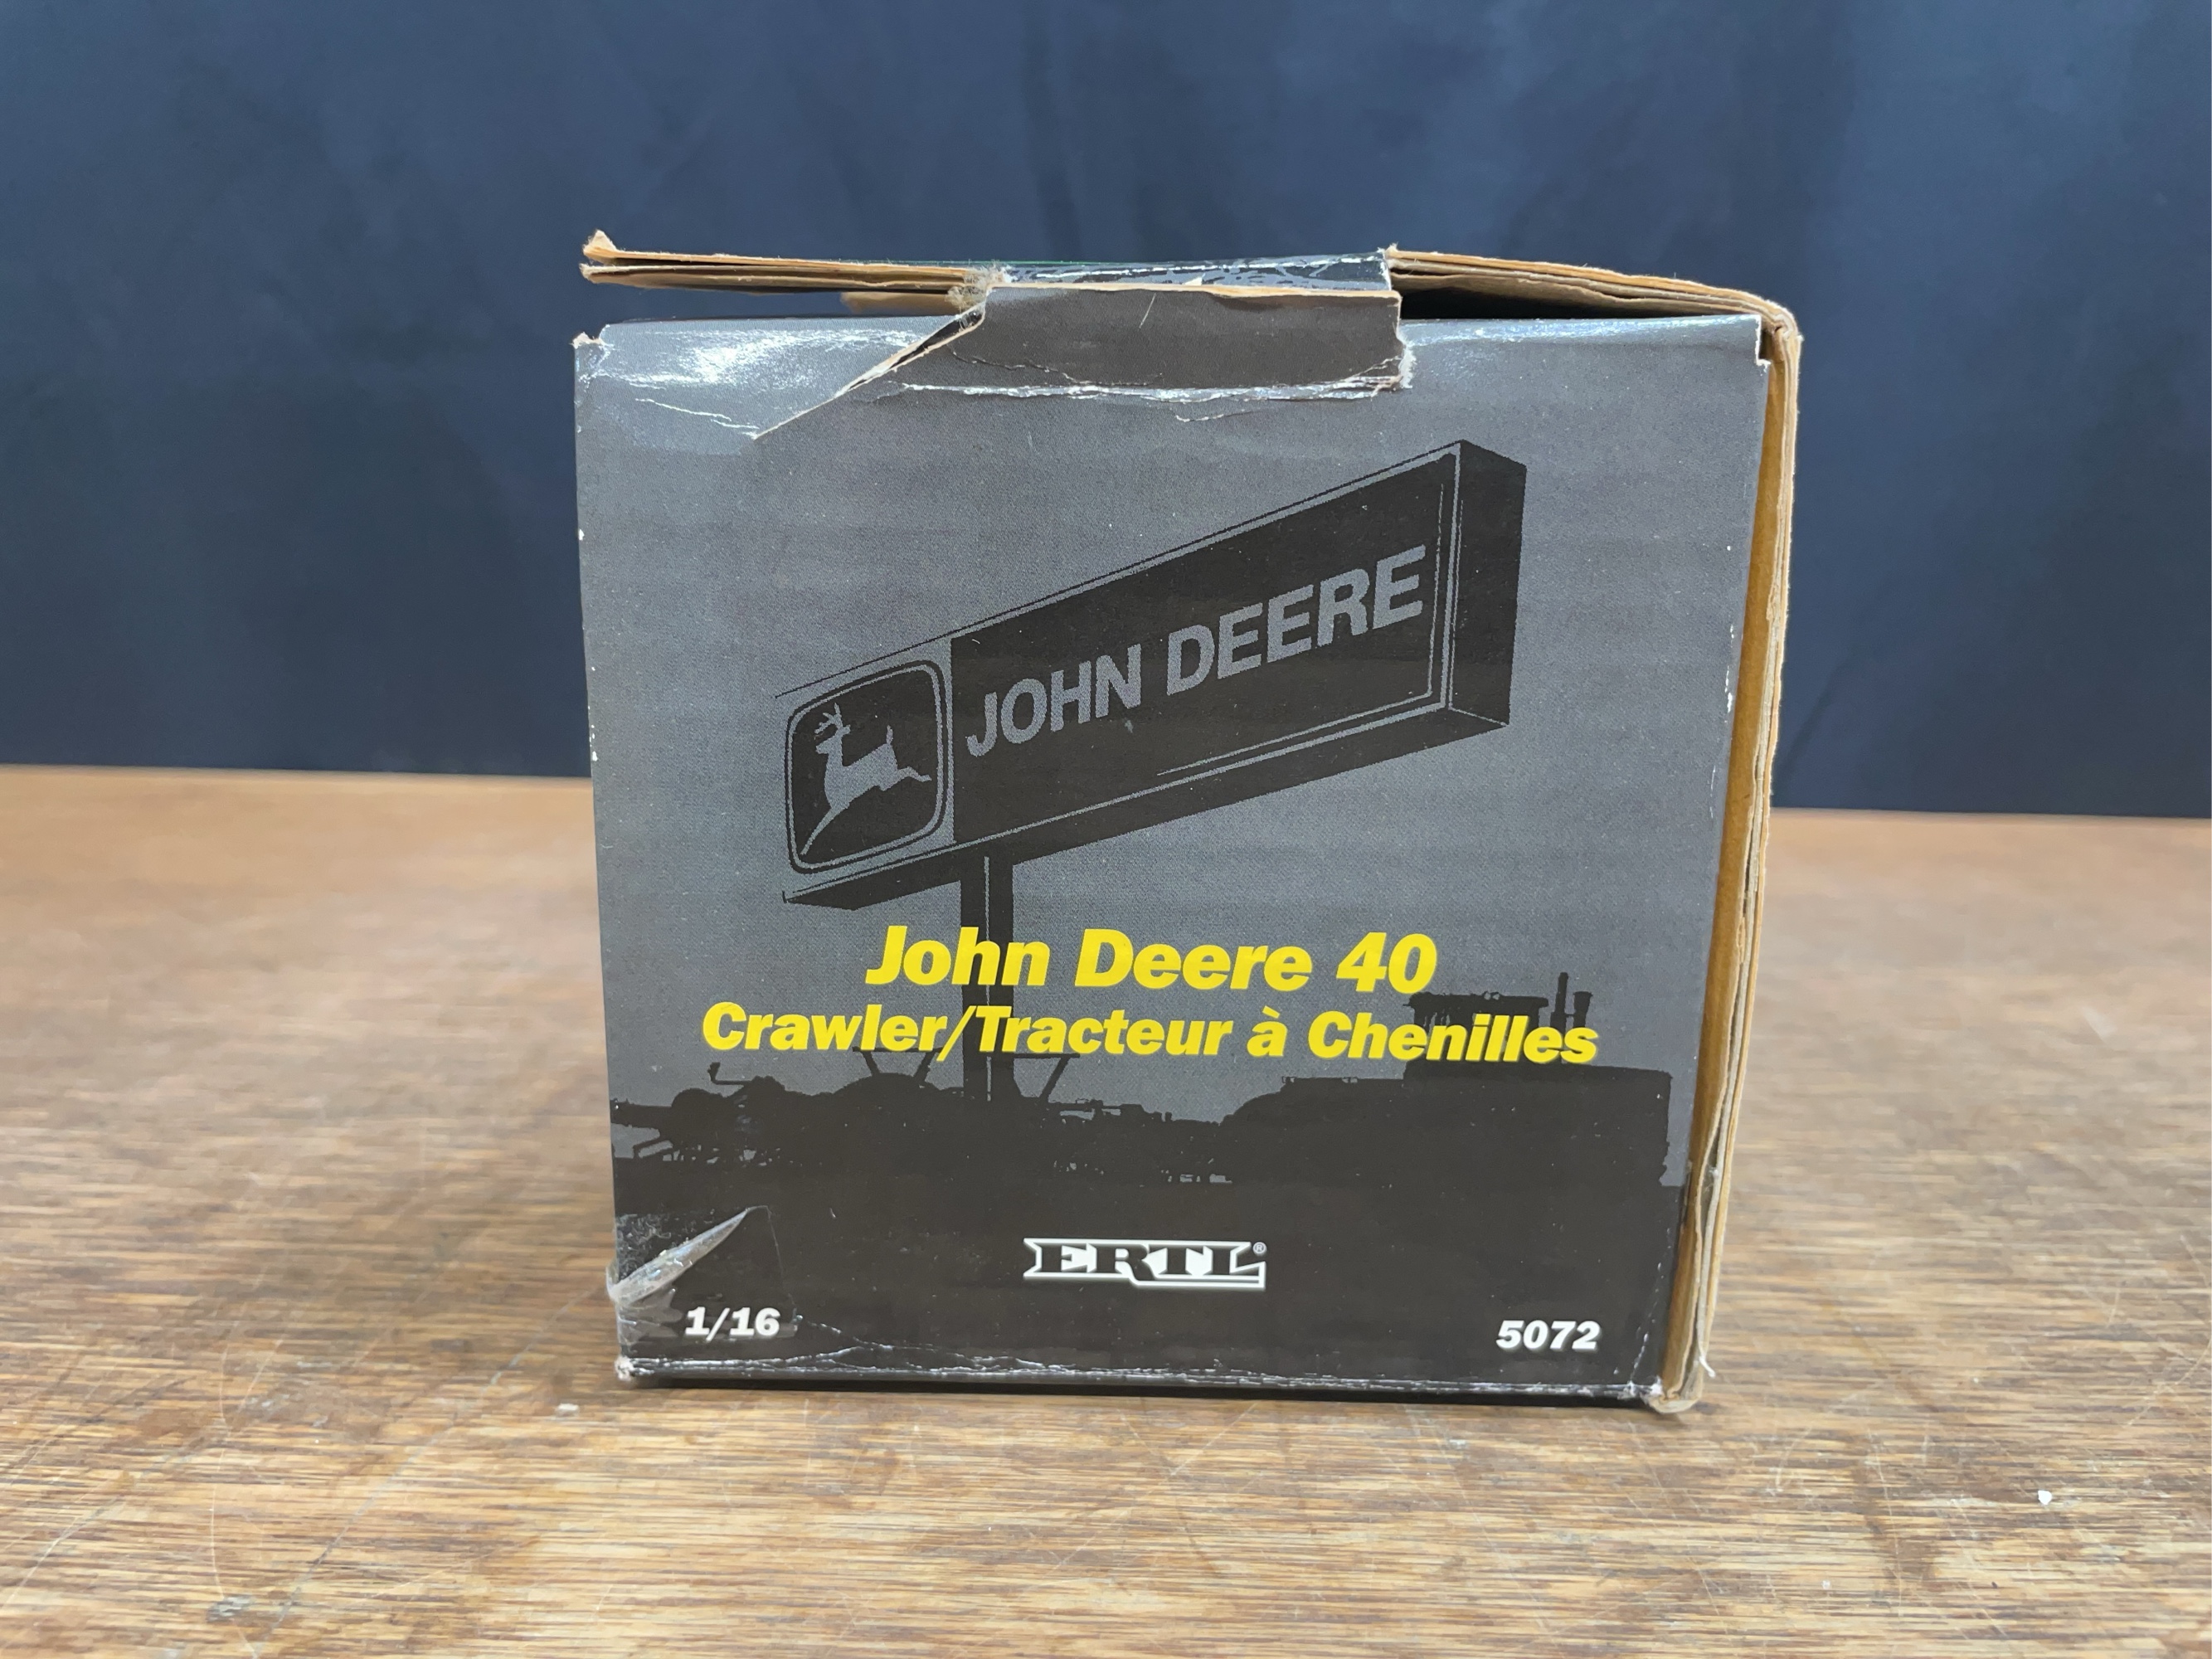 JOHN DEERE
John Deere 40
Crawler/Tracteur à Chenilles
ERTL®
1/16
5072